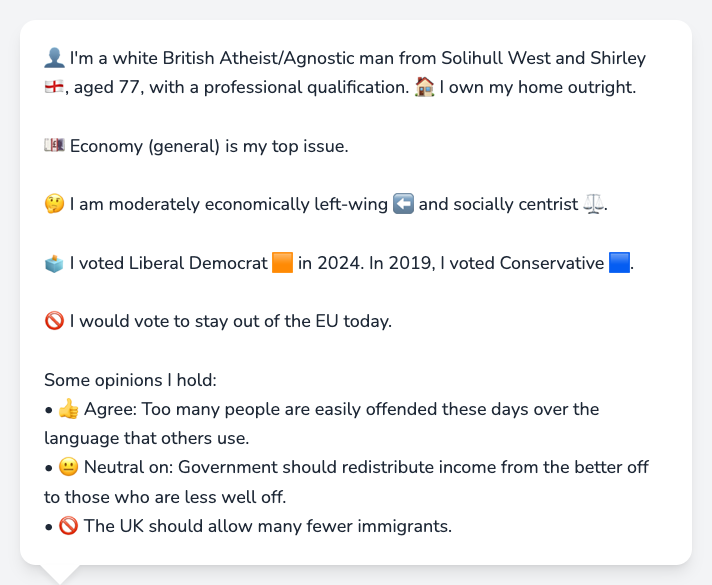 👤 I'm a white British Atheist/Agnostic man from Solihull West and Shirley
🏴󠁧󠁢󠁥󠁮󠁧󠁿, aged 77, with a professional qualification. 🏠 I own my home outright.
💷 Economy (general) is my top issue.
🤔 I am moderately economically left-wing ⬅️ and socially centrist ⚖️.
🗳️ I voted Liberal Democrat 🟧 in 2024. In 2019, I voted Conservative 🟦.
🚫 I would vote to stay out of the EU today.
Some opinions I hold:
• 👍 Agree: Too many people are easily offended these days over the
language that others use.
• 😐 Neutral on: Government should redistribute income from the better off
to those who are less well off.
• 🚫 The UK should allow many fewer immigrants.